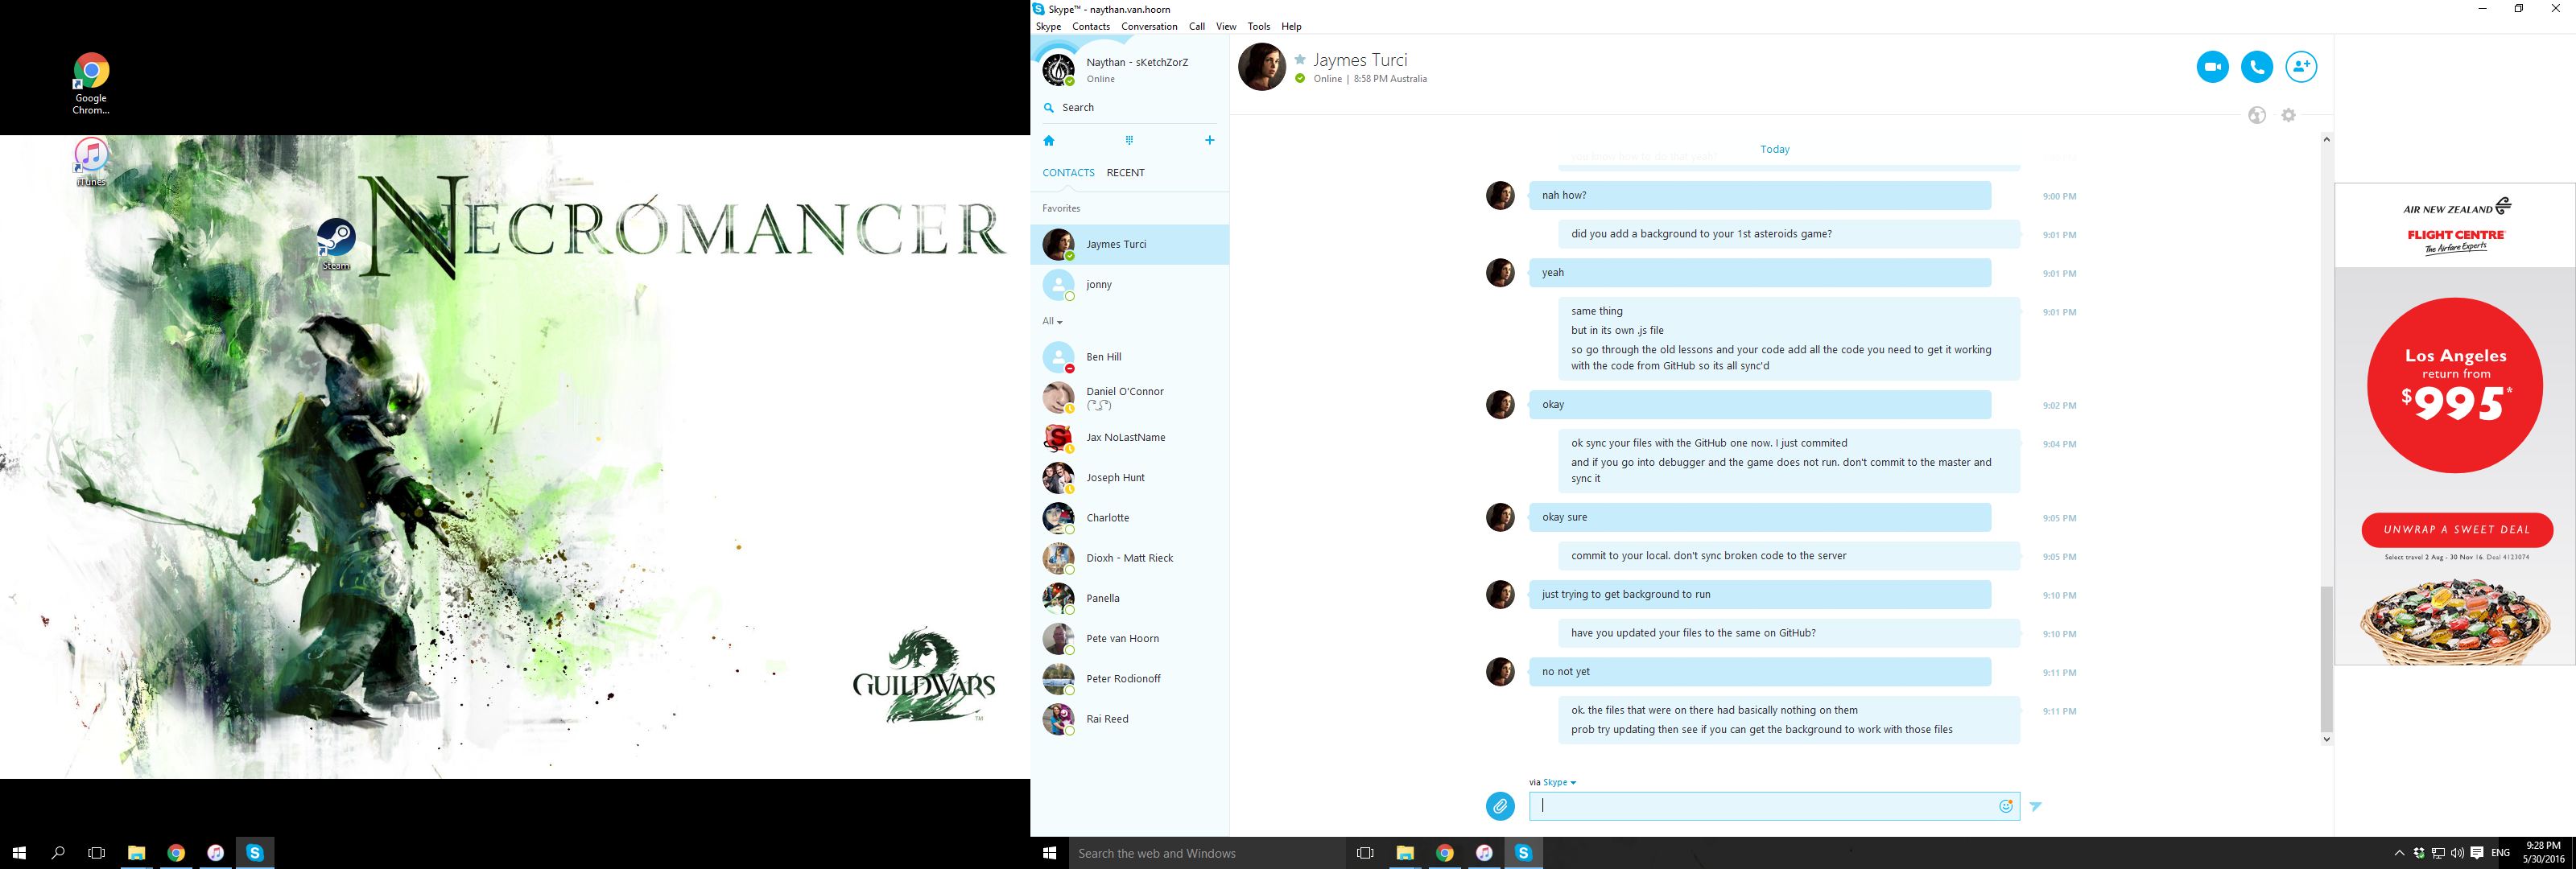 Google
Chrom...
iTunes
Steam
NECROMANCER
GUILD WARS
2
TM
Skype™ - naythan.van.hoorn
Skype Contacts Conversation Call View Tools Help
Naythan - sKetchZorZ
Online
Search
CONTACTS RECENT
Favorites
Jaymes Turci
jonny
All
Ben Hill
Daniel O'Connor
( ͡° ͜ʖ ͡°)
Jax NoLastName
Joseph Hunt
Charlotte
Dioxh - Matt Rieck
Panella
Pete van Hoorn
Peter Rodionoff
Rai Reed
Jaymes Turci
Online | 8:58 PM Australia
Today
you know how to do that yeah?
nah how? 9:00 PM
did you add a background to your 1st asteroids game? 9:01 PM
yeah 9:01 PM
same thing 9:01 PM
but in its own .js file
so go through the old lessons and your code add all the code you need to get it working
with the code from GitHub so its all sync'd
okay 9:02 PM
ok sync your files with the GitHub one now. I just commited 9:04 PM
and if you go into debugger and the game does not run. don't commit to the master and
sync it
okay sure 9:05 PM
commit to your local. don't sync broken code to the server 9:05 PM
just trying to get background to run 9:10 PM
have you updated your files to the same on GitHub? 9:10 PM
no not yet 9:11 PM
ok. the files that were on there had basically nothing on them 9:11 PM
prob try updating then see if you can get the background to work with those files
via Skype
AIR NEW ZEALAND
FLIGHT CENTRE
The Airfare Experts
Los Angeles
return from
$995*
UNWRAP A SWEET DEAL
Select travel 2 Aug - 30 Nov 16. Deal 4123074
Search the web and Windows
ENG
9:28 PM
5/30/2016